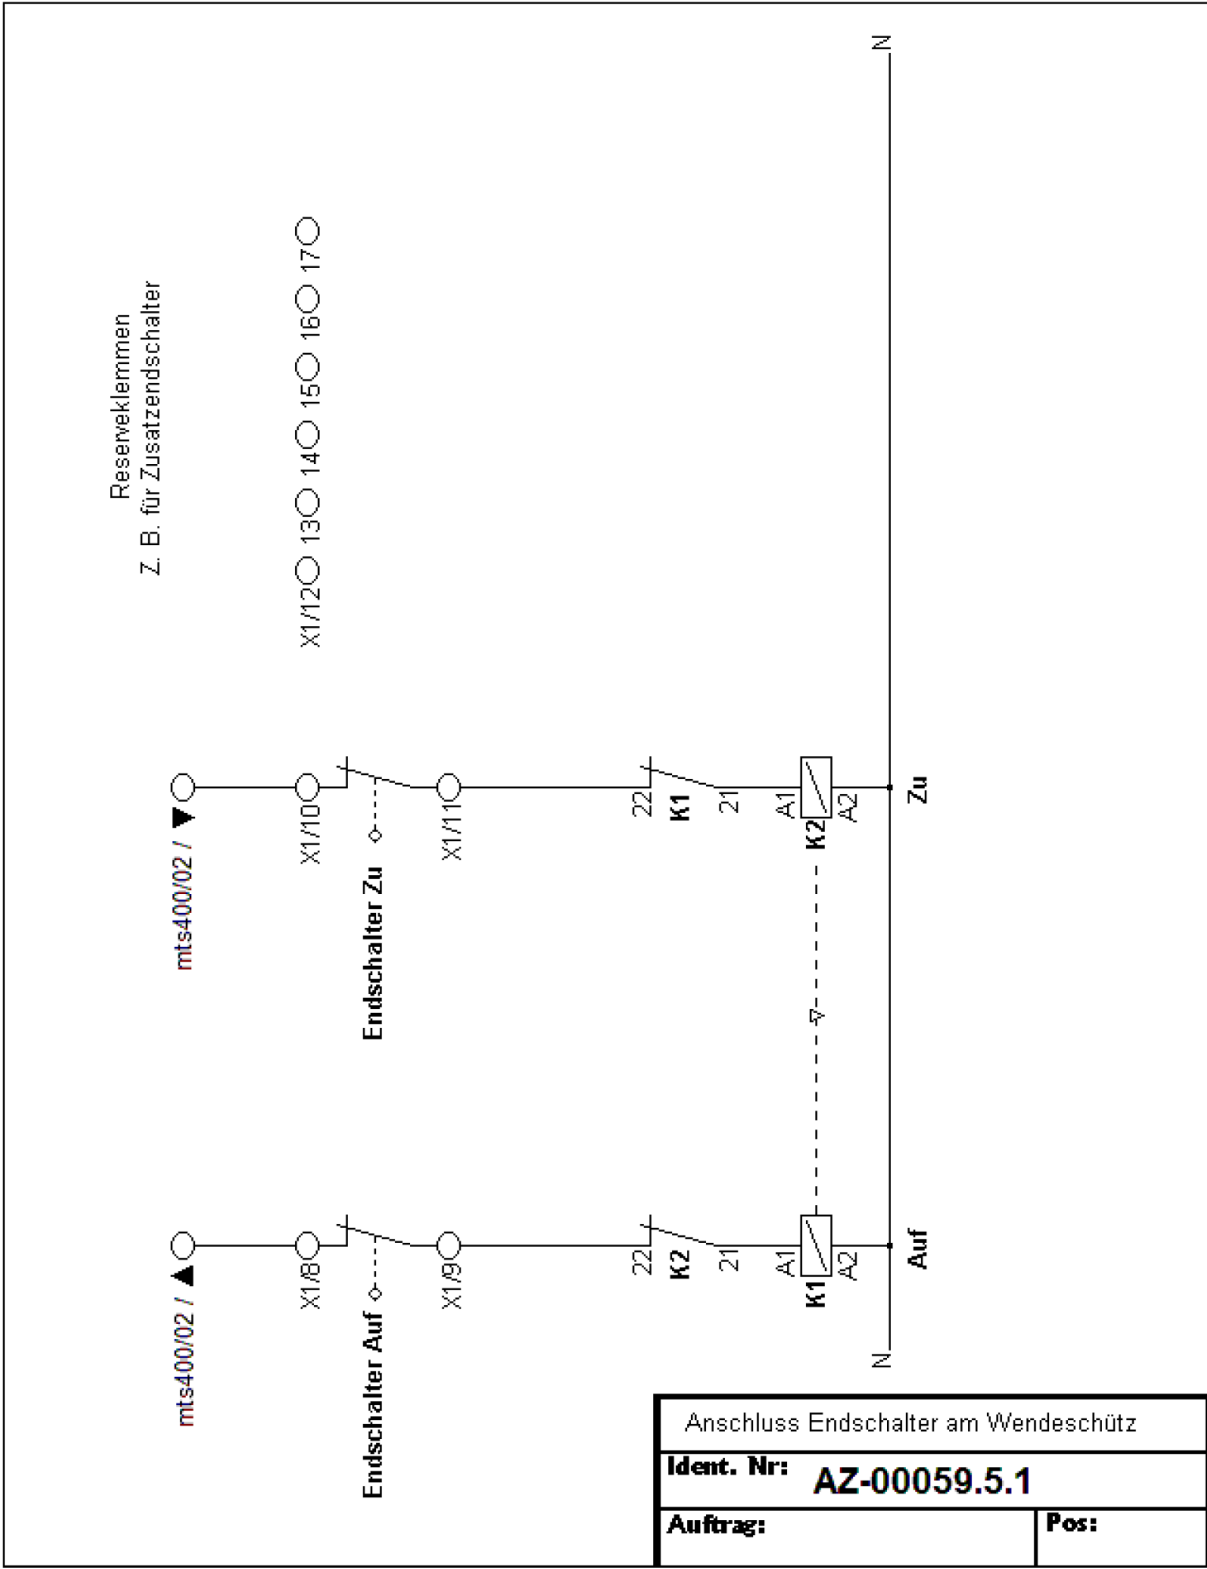 Reserveklemmen
Z. B. für Zusatzendschalter
mts400/02 / ▲
mts400/02 / ▼
X1/8
X1/10
X1/12 13 14 15 16 17
Endschalter Auf
Endschalter Zu
X1/9
X1/11
22
K2
21
22
K1
21
A1
K1
A2
A1
K2
A2
N
N
Auf
Zu
Anschluss Endschalter am Wendeschütz
Ident. Nr: AZ-00059.5.1
Auftrag:
Pos: